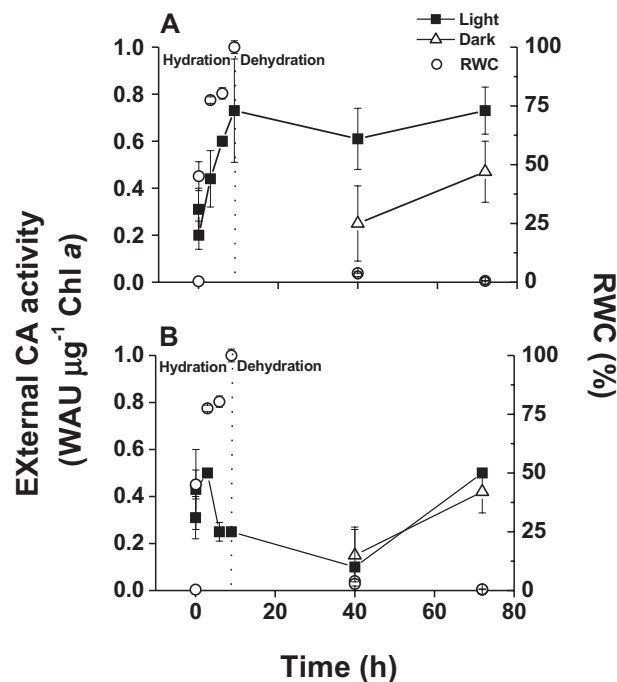 A
Light
Dark
RWC
1.0
0.8
0.6
0.4
0.2
0.0
Hydration
Dehydration
100
75
50
25
0
B
1.0
0.8
0.6
0.4
0.2
0.0
Hydration
Dehydration
100
75
50
25
0
0
20
40
60
80
Time (h)
EXternal CA activity
(WAU µg⁻¹ Chl a)
RWC (%)